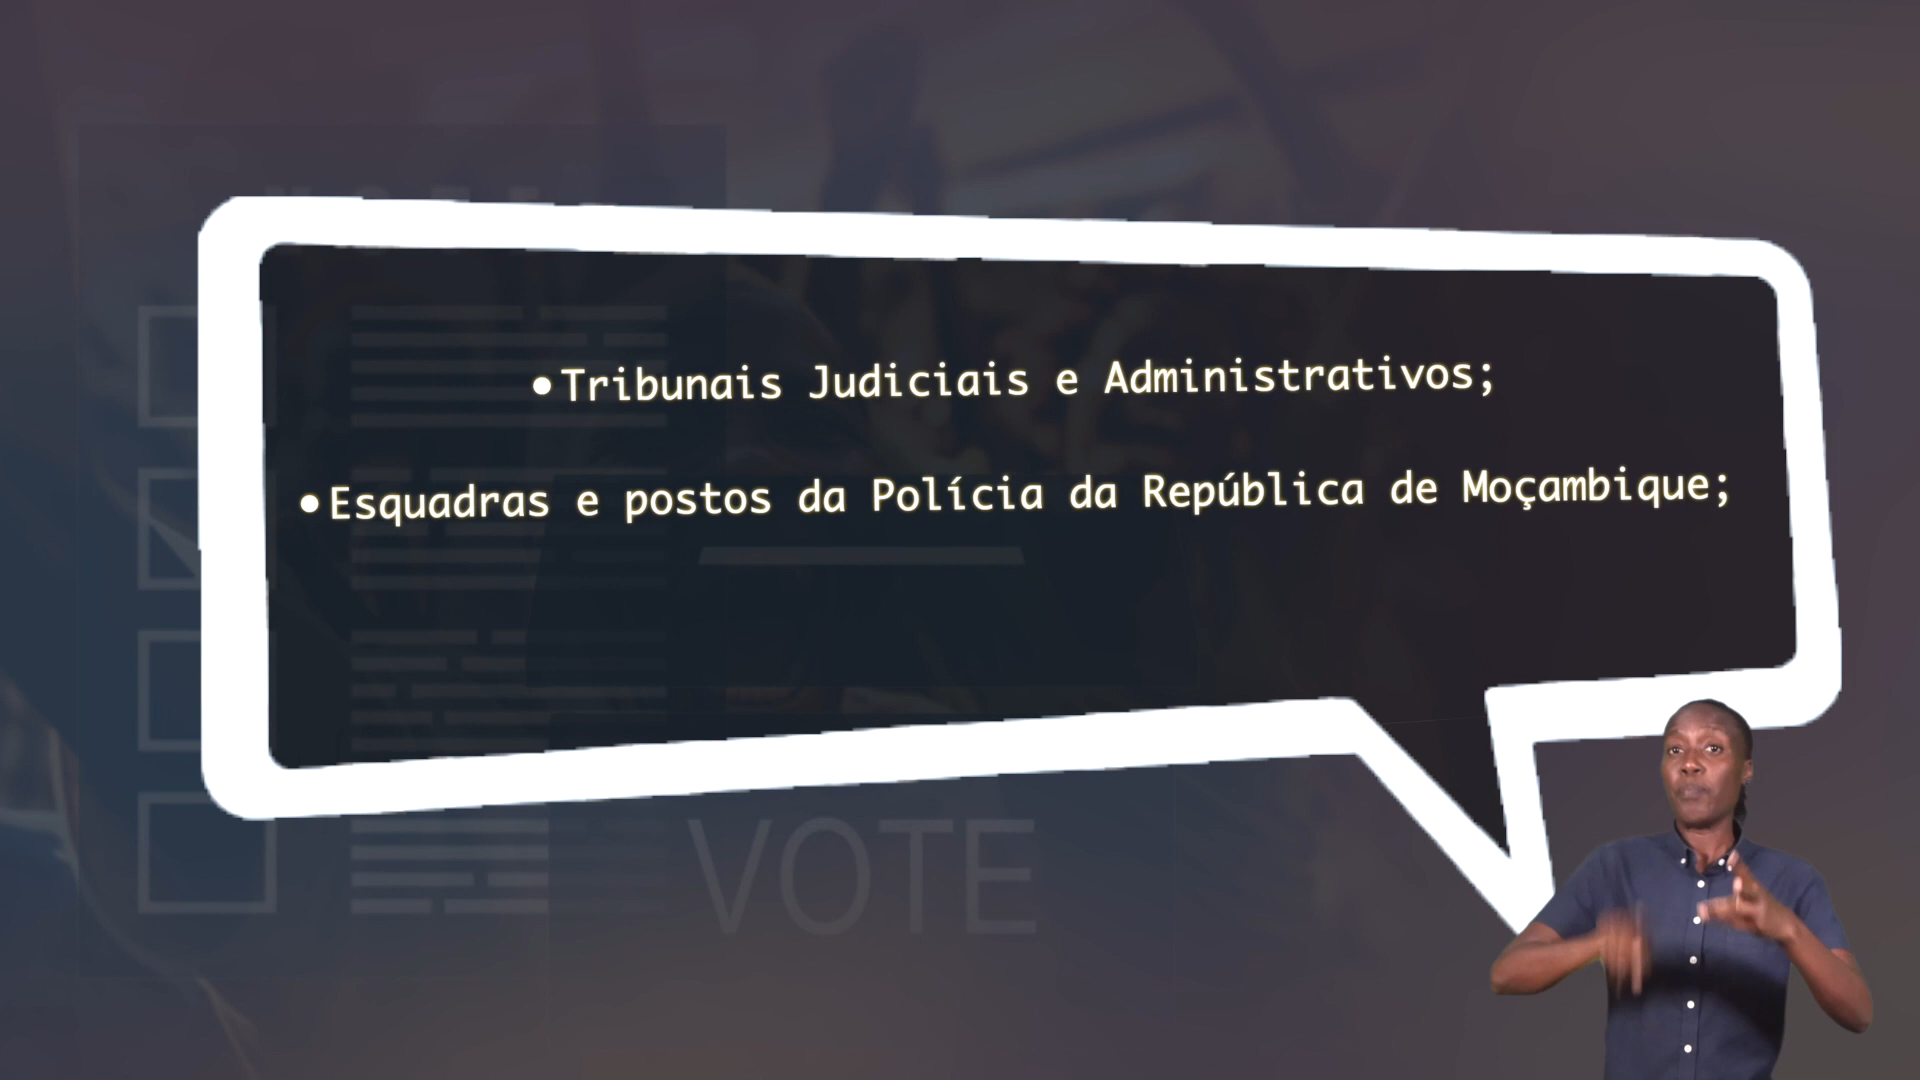 •Tribunais Judiciais e Administrativos;
•Esquadras e postos da Polícia da República de Moçambique;
VOTE